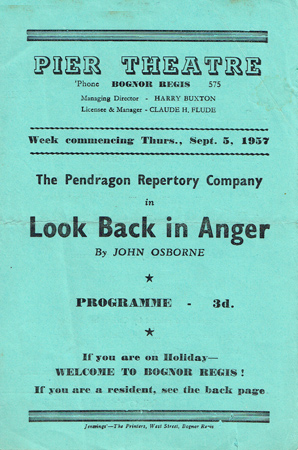 PIER THEATRE
'Phone BOGNOR REGIS 575
Managing Director - HARRY BUXTON
Licensee & Manager - CLAUDE H. FLUDE
Week commencing Thurs., Sept. 5, 1957
The Pendragon Repertory Company
in
Look Back in Anger
By JOHN OSBORNE
PROGRAMME - 3d.
If you are on Holiday—
WELCOME TO BOGNOR REGIS!
If you are a resident, see the back page
Jennings'—The Printers, West Street, Bognor Regis